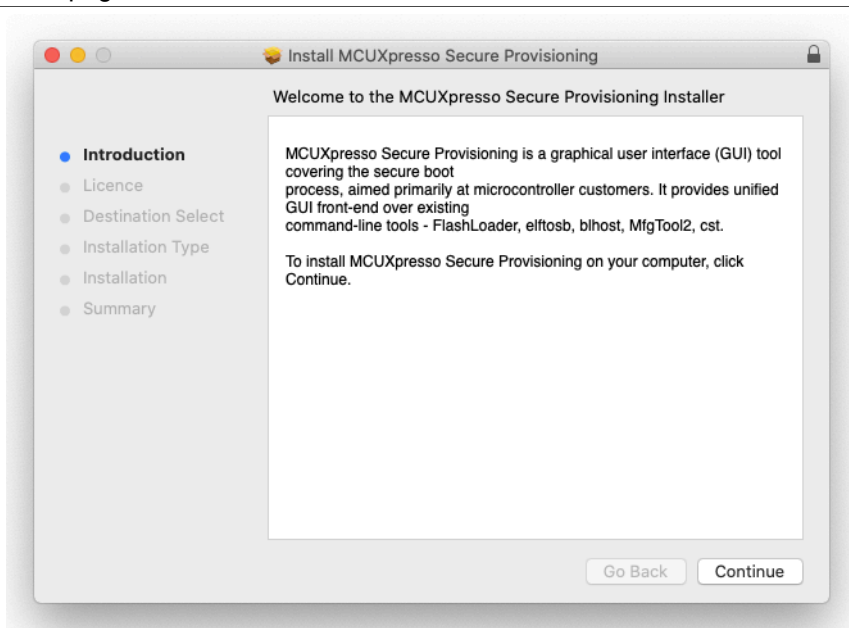 Install MCUXpresso Secure Provisioning
Welcome to the MCUXpresso Secure Provisioning Installer
Introduction
Licence
Destination Select
Installation Type
Installation
Summary
MCUXpresso Secure Provisioning is a graphical user interface (GUI) tool
covering the secure boot
process, aimed primarily at microcontroller customers. It provides unified
GUI front-end over existing
command-line tools - FlashLoader, elftosb, blhost, MfgTool2, cst.
To install MCUXpresso Secure Provisioning on your computer, click
Continue.
Go Back
Continue